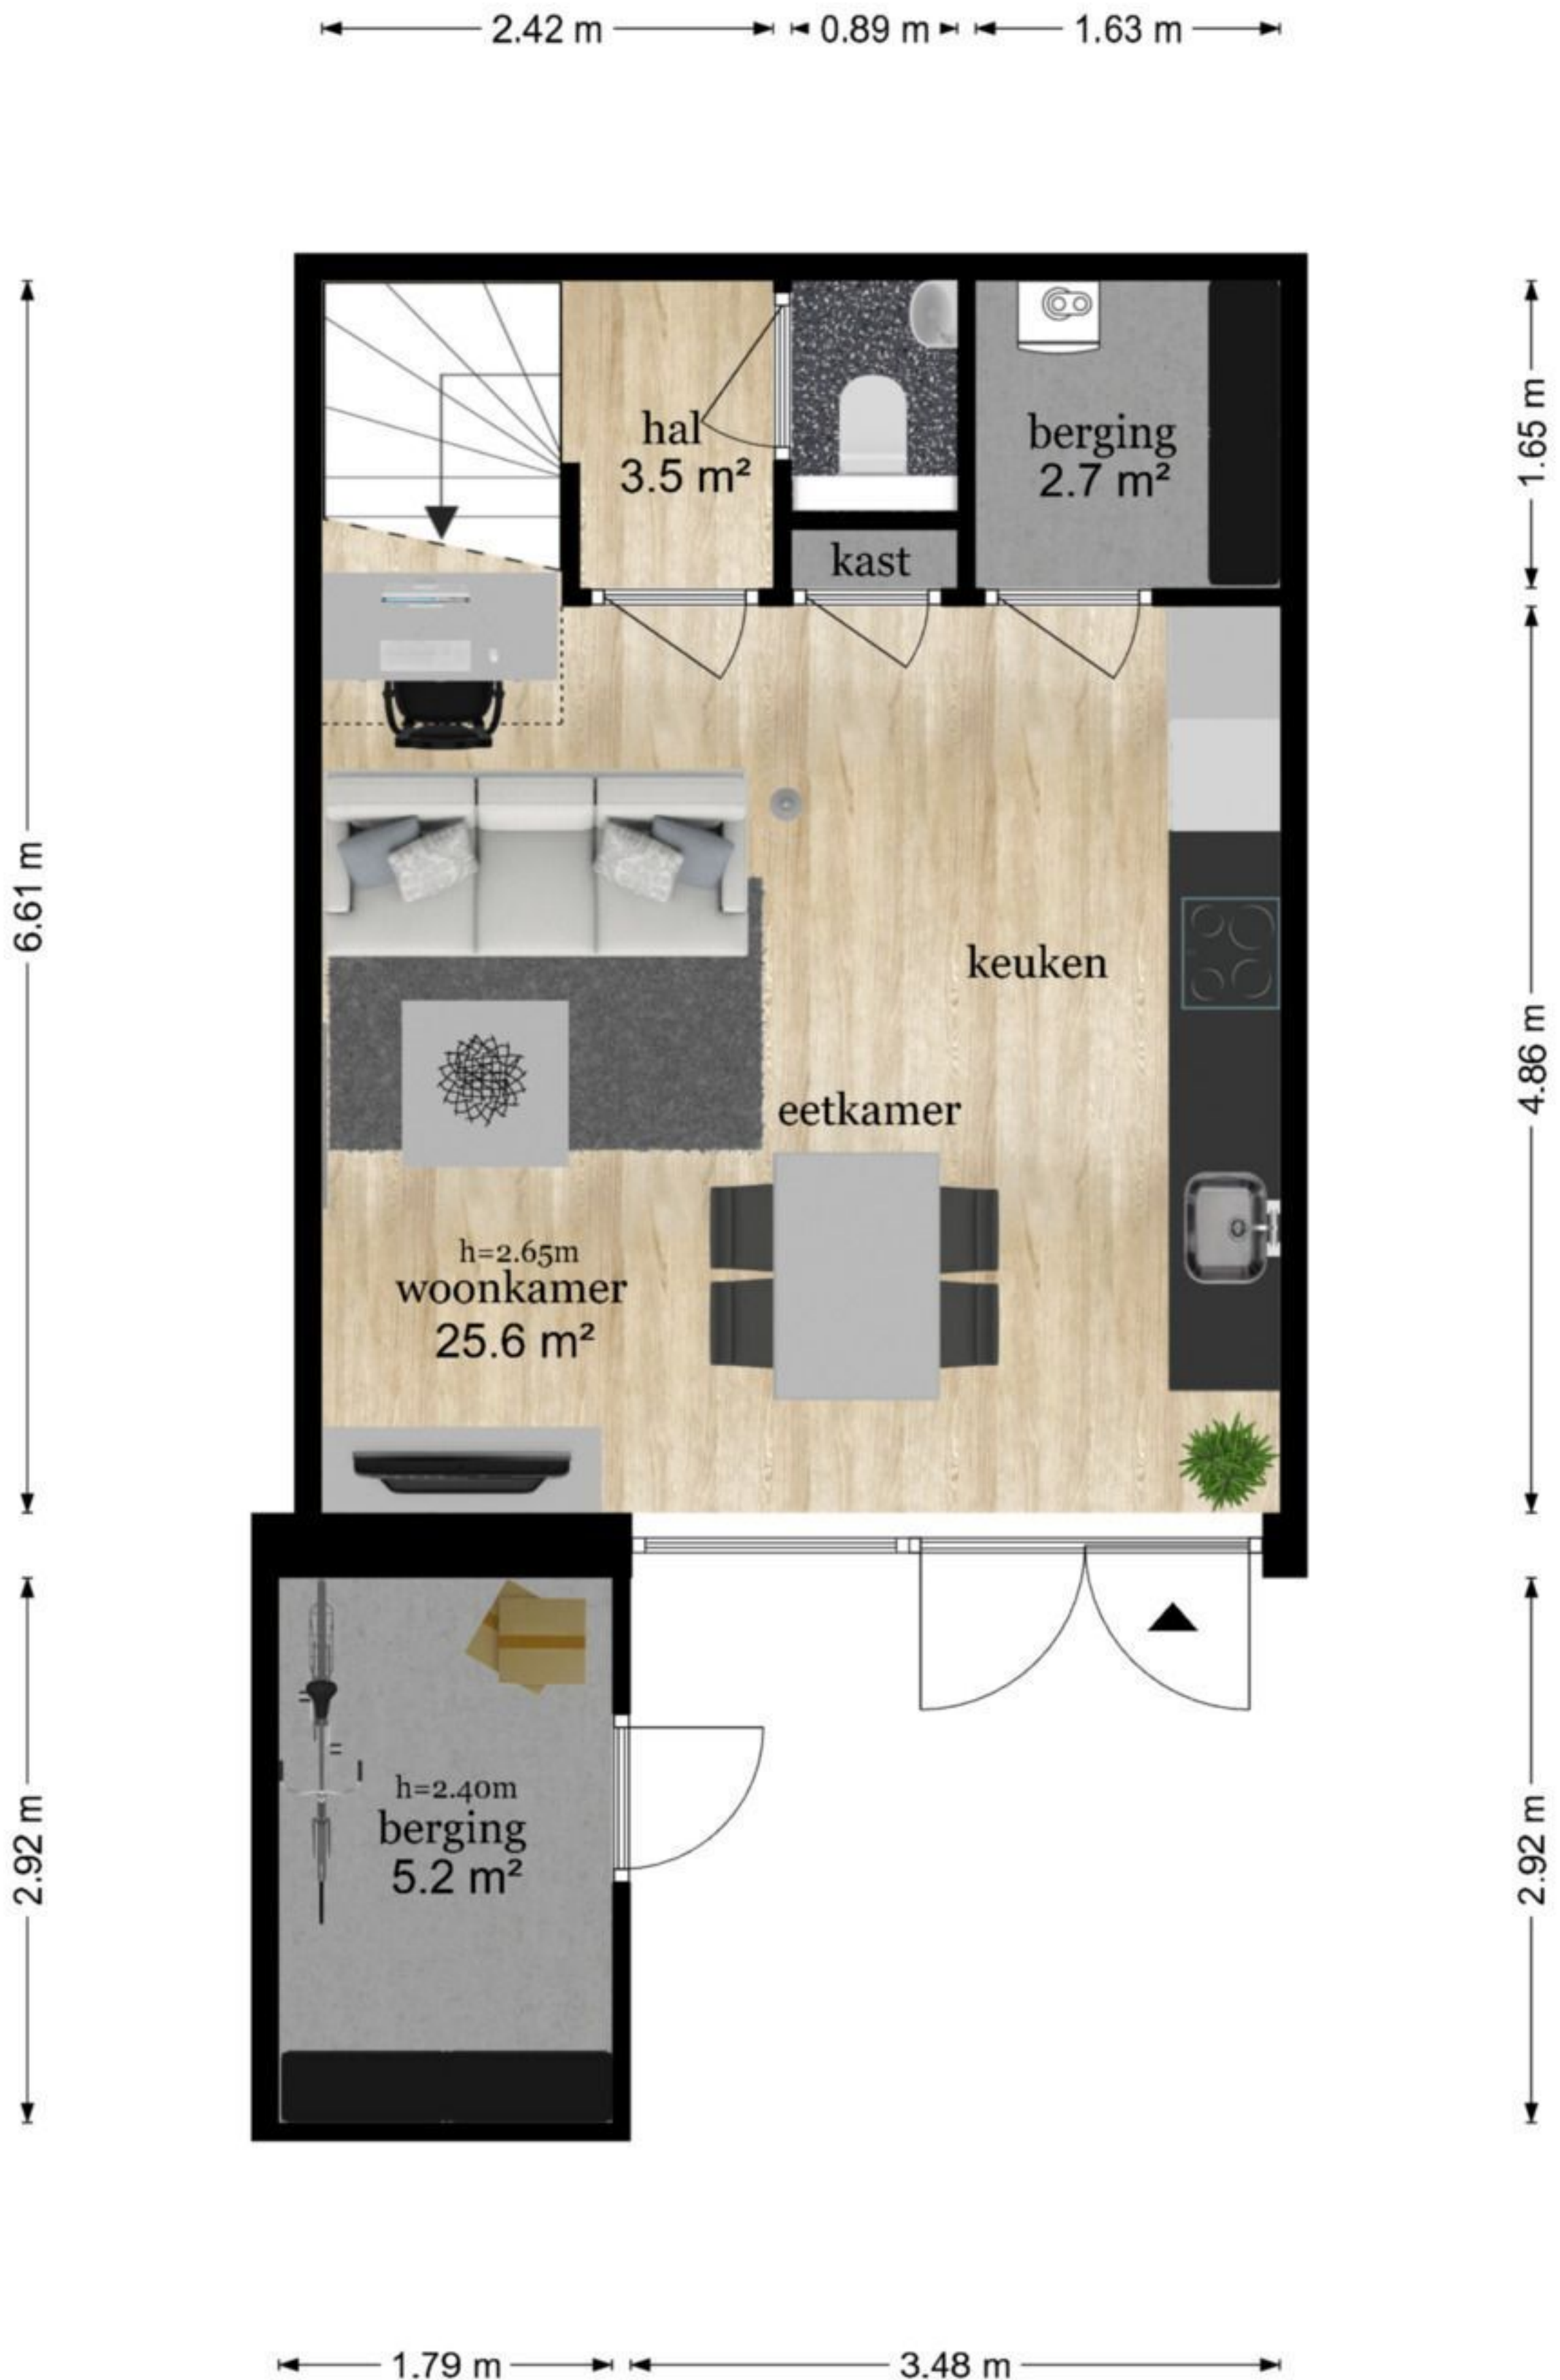 2.42 m
0.89 m
1.63 m
hal
3.5 m²
berging
2.7 m²
1.65 m
kast
6.61 m
keuken
4.86 m
eetkamer
h=2.65m
woonkamer
25.6 m²
h=2.40m
berging
5.2 m²
2.92 m
2.92 m
1.79 m
3.48 m